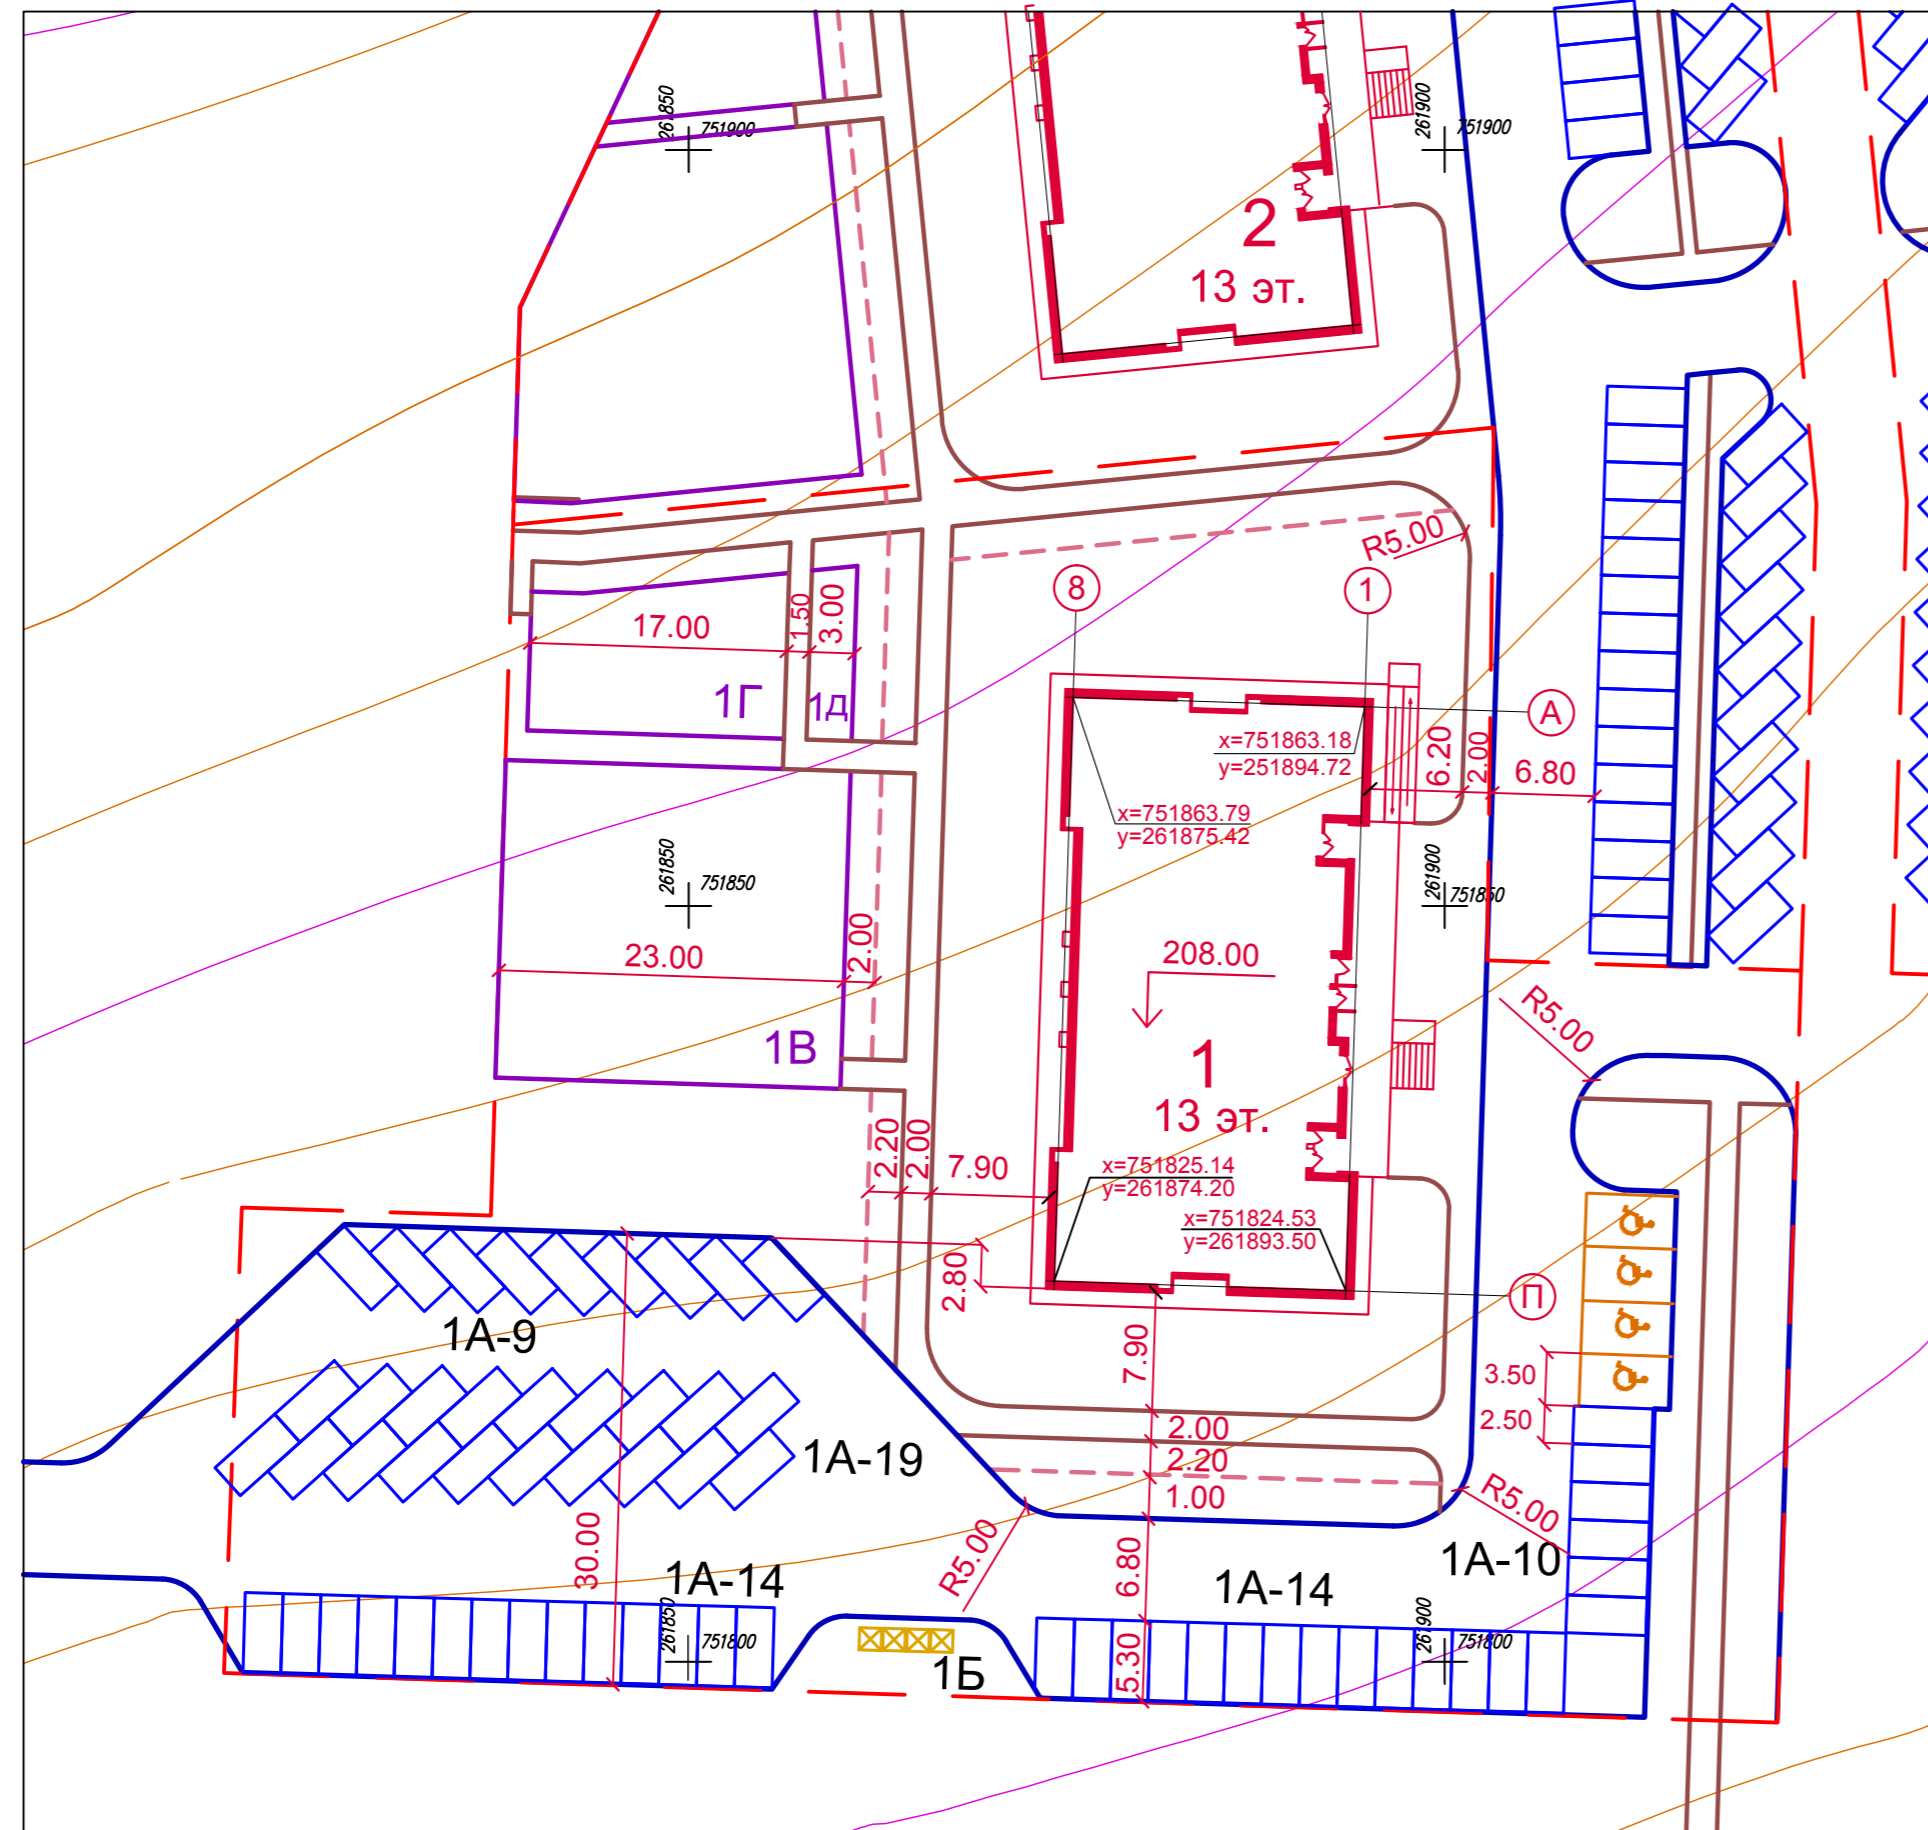 261850
751900
261900
751900
2
13 эт.
R5.00
8
1
17.00
1.50
3.00
1Г
1Д
А
x=751863.18
y=251894.72
6.20
2.00
6.80
x=751863.79
y=261875.42
261850
751850
261900
751850
23.00
2.00
208.00
R5.00
1В
1
13 эт.
2.20
2.00
7.90
x=751825.14
y=261874.20
x=751824.53
y=261893.50
2.80
П
1А-9
7.90
3.50
2.50
2.00
1А-19
2.20
1.00
R5.00
30.00
R5.00
6.80
1А-10
1А-14
1А-14
261850
751800
261900
751800
5.30
1Б